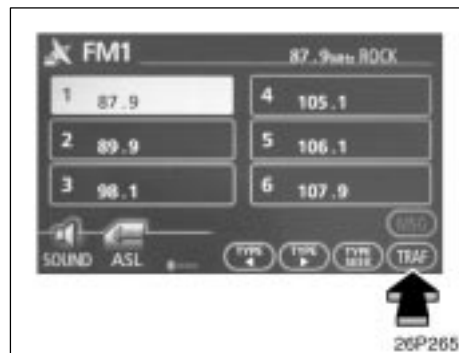 FM1 87.9MHz ROCK
1 87.9
4 105.1
2 89.9
5 106.1
3 98.1
6 107.9
MSG
SOUND ASL TYPE TYPE TYPE SEEK TRAF
26P265